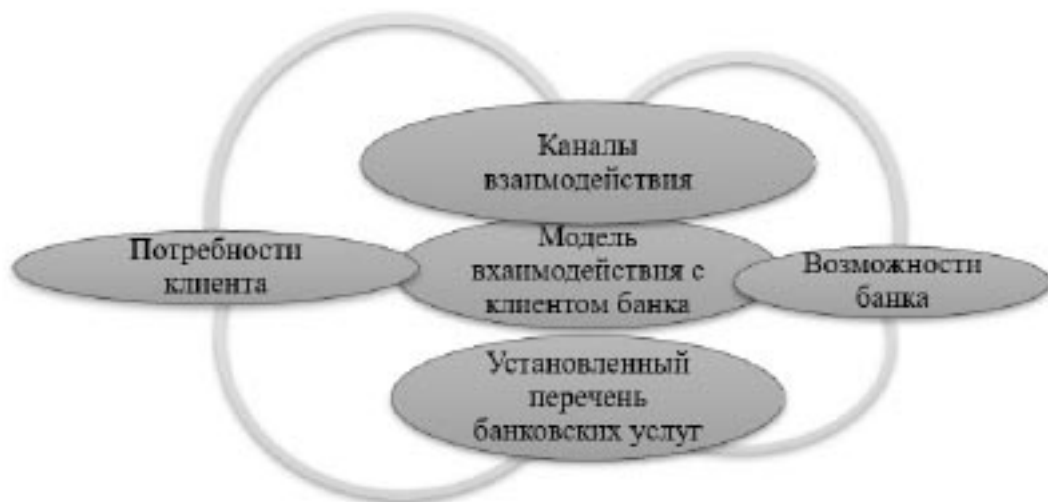 Каналы
взаимодействия
Потребности
клиента
Модель
вхаимодействия с
клиентом банка
Возможности
банка
Установленный
перечень
банковских услуг